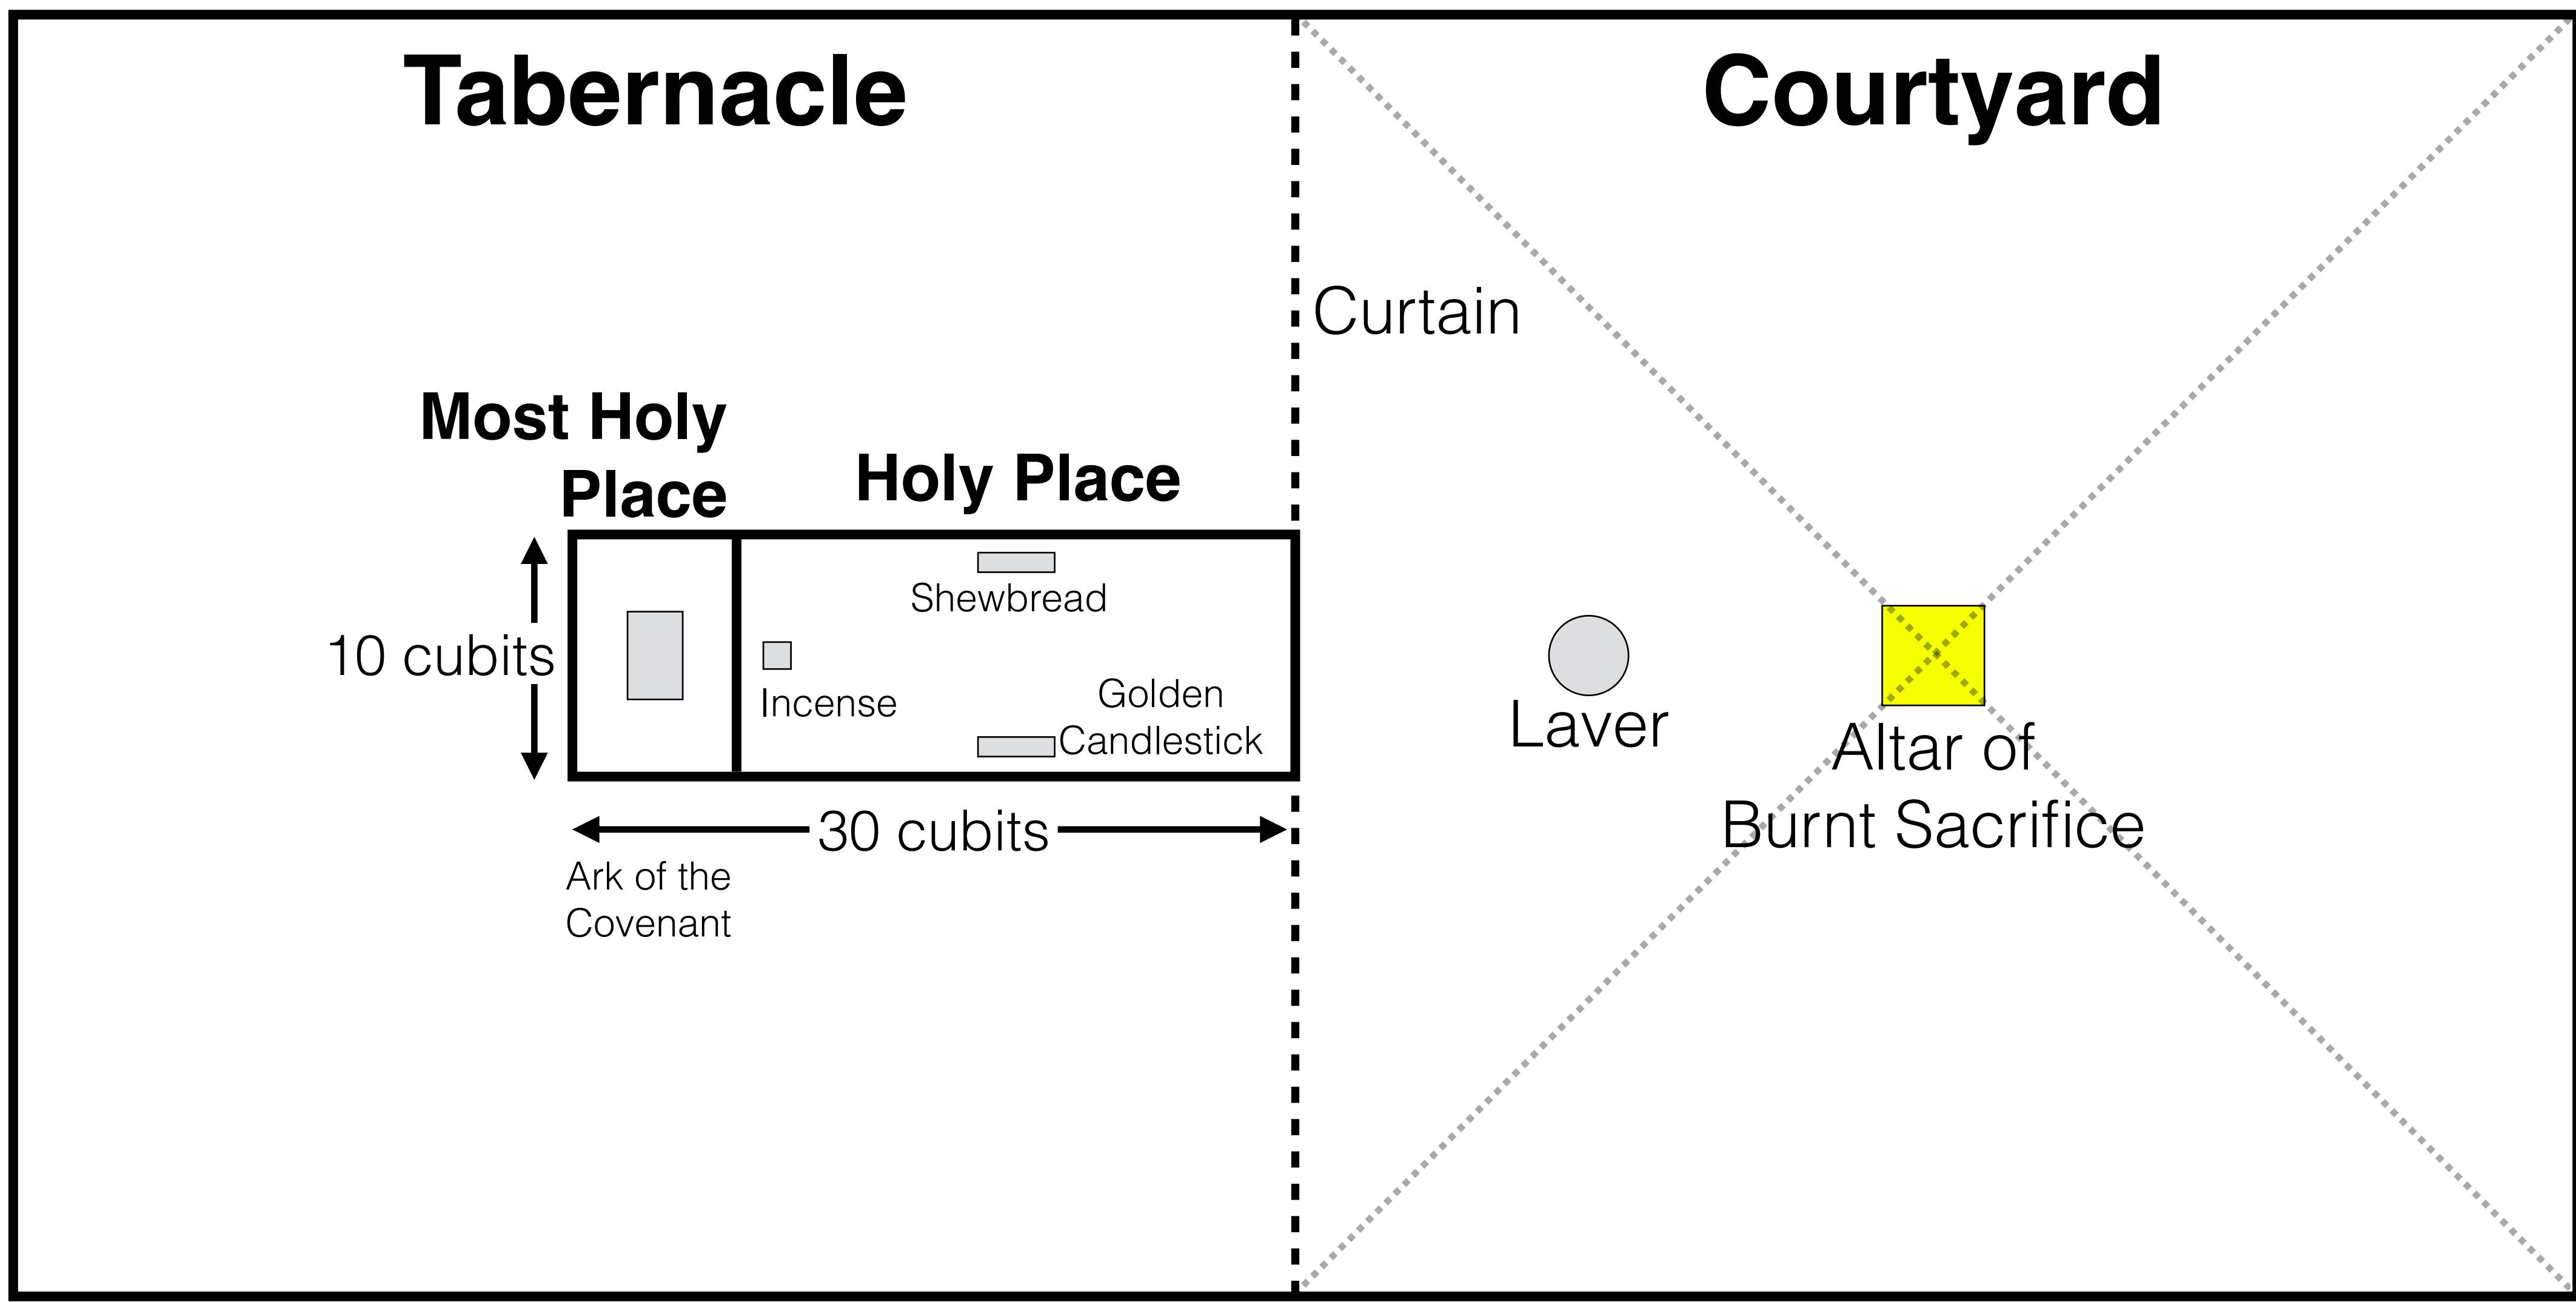 Tabernacle
Courtyard
Curtain
Most Holy
Place
Holy Place
Shewbread
10 cubits
Incense
Golden
Candlestick
Laver
Altar of
Burnt Sacrifice
30 cubits
Ark of the
Covenant